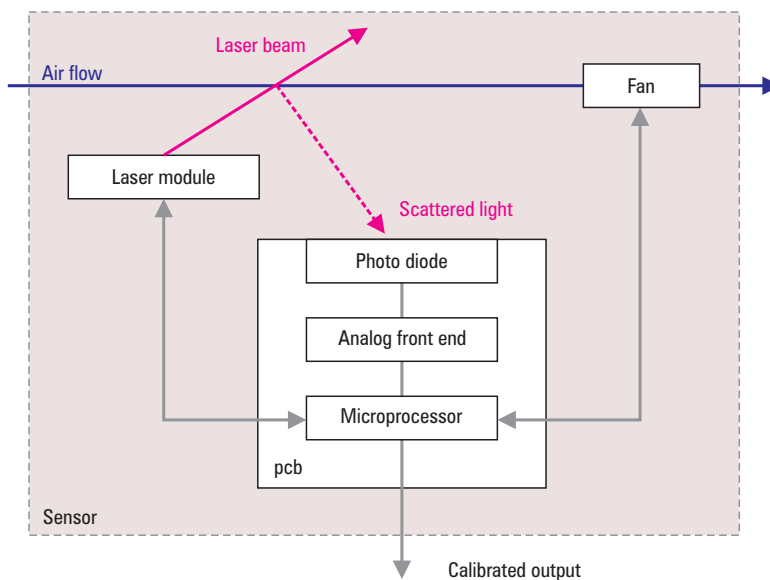 Laser beam
Air flow
Fan
Laser module
Scattered light
Photo diode
Analog front end
Microprocessor
pcb
Sensor
Calibrated output